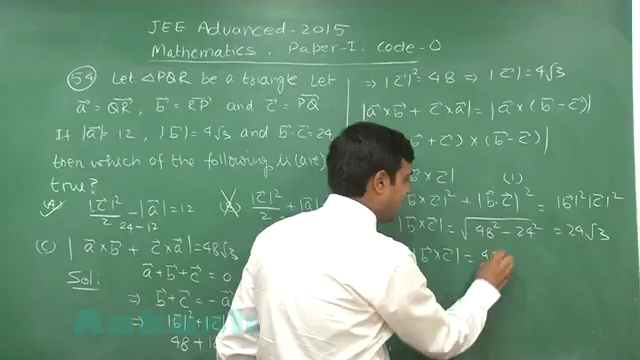 JEE Advanced-2015
Mathematics. Paper-I. Code-0
54 Let △PQR be a triangle. Let
a⃗ = QR⃗, b⃗ = RP⃗ and c⃗ = PQ⃗.
If |a⃗| = 12, |b⃗| = 4√3 and b⃗·c⃗ = 24
then which of the following is (are)
true?
|c⃗|²/2 - |a⃗| = 12
24-12
|c⃗|²/2 + |a⃗
(C) |a⃗×b⃗ + c⃗×a⃗| = 48√3
Sol:
a⃗ + b⃗ + c⃗ = 0
⇒ b⃗ + c⃗ = -a⃗
⇒ |b⃗|² + |c⃗|
48 + 
⇒ |c⃗|² = 48 ⇒ |c⃗| = 4√3
|a⃗×b⃗ + c⃗×a⃗| = |a⃗×(b⃗-c⃗)|
+ c⃗) × (b⃗-c⃗)|
b⃗×c⃗| (1)
×c⃗|² + |b⃗·c⃗|² = |b⃗|²|c⃗|²
|b⃗×c⃗| = √48²-24² = 24√3
|b⃗×c⃗| = 4